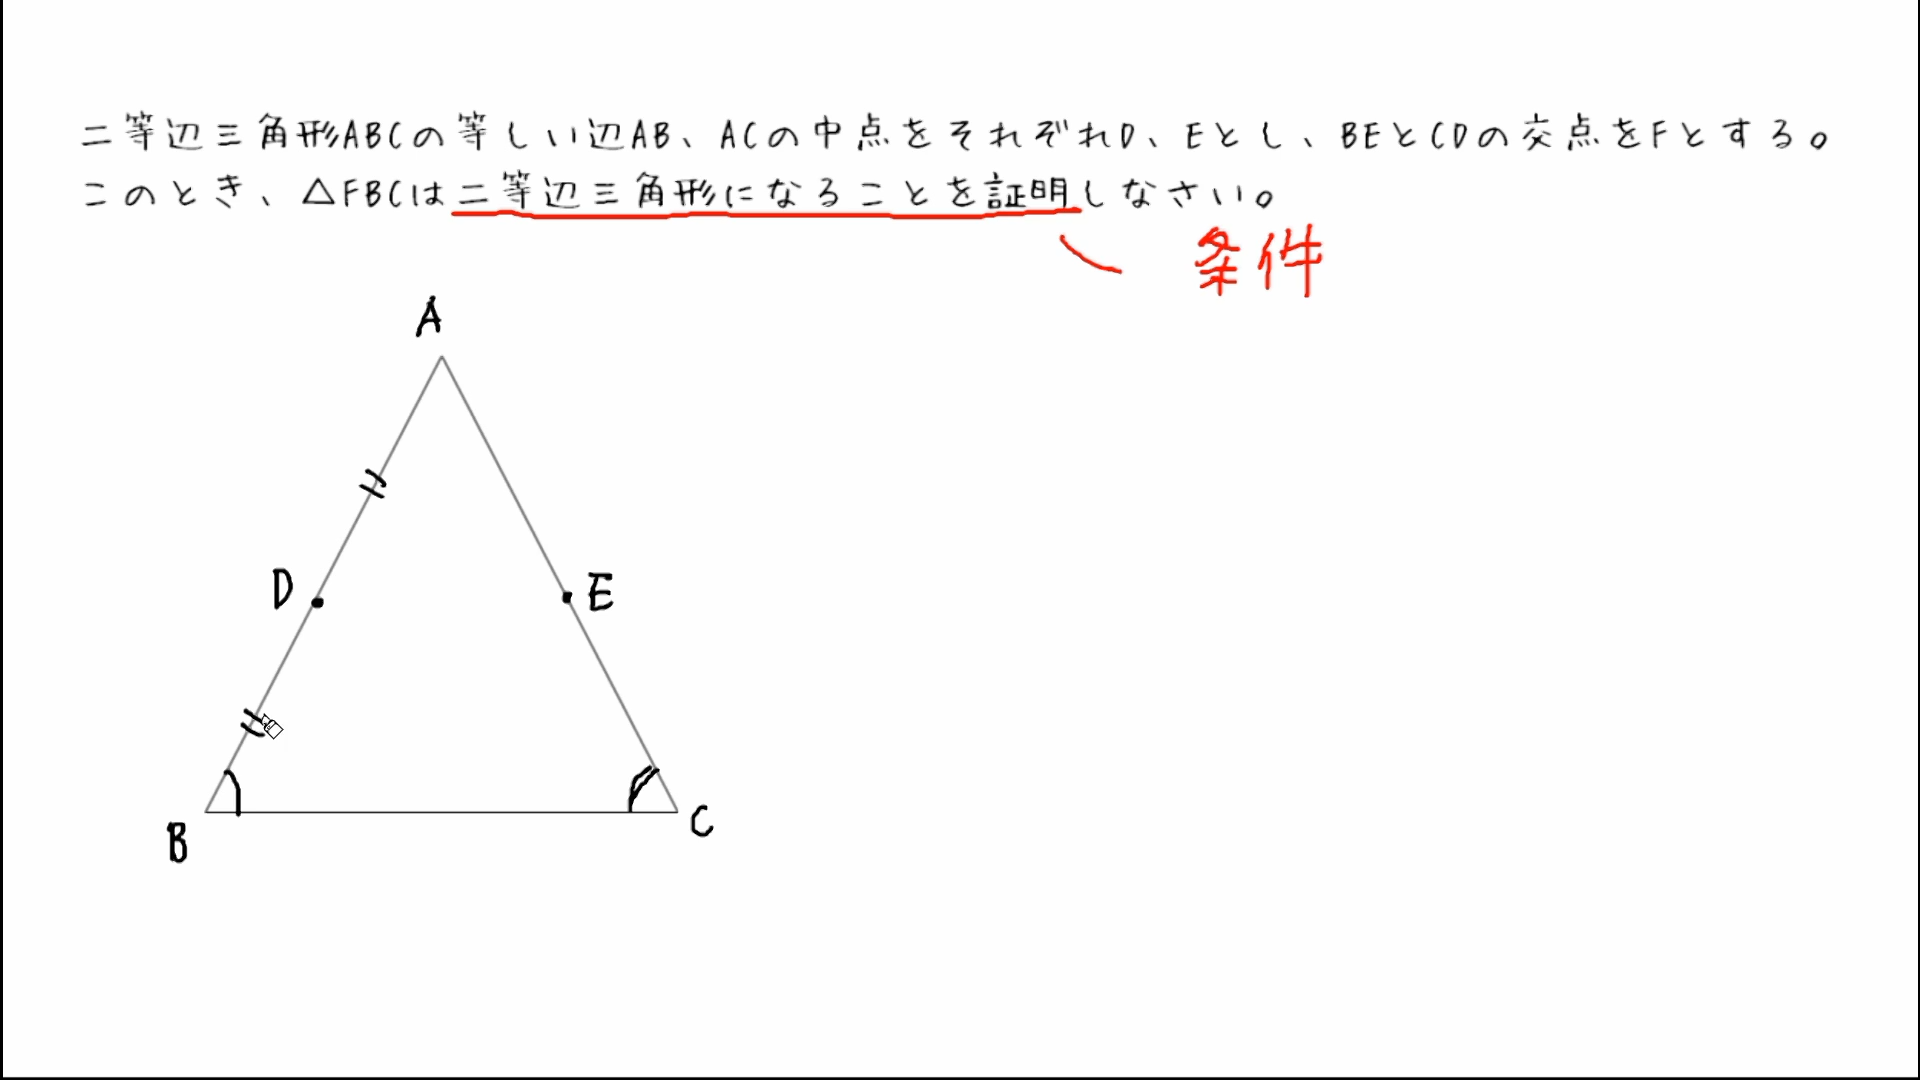 二等辺三角形ABCの等しい辺AB、ACの中点をそれぞれD、Eとし、BEとCDの交点をFとする。
このとき、△FBCは二等辺三角形になることを証明しなさい。
条件
A
D
E
B
C